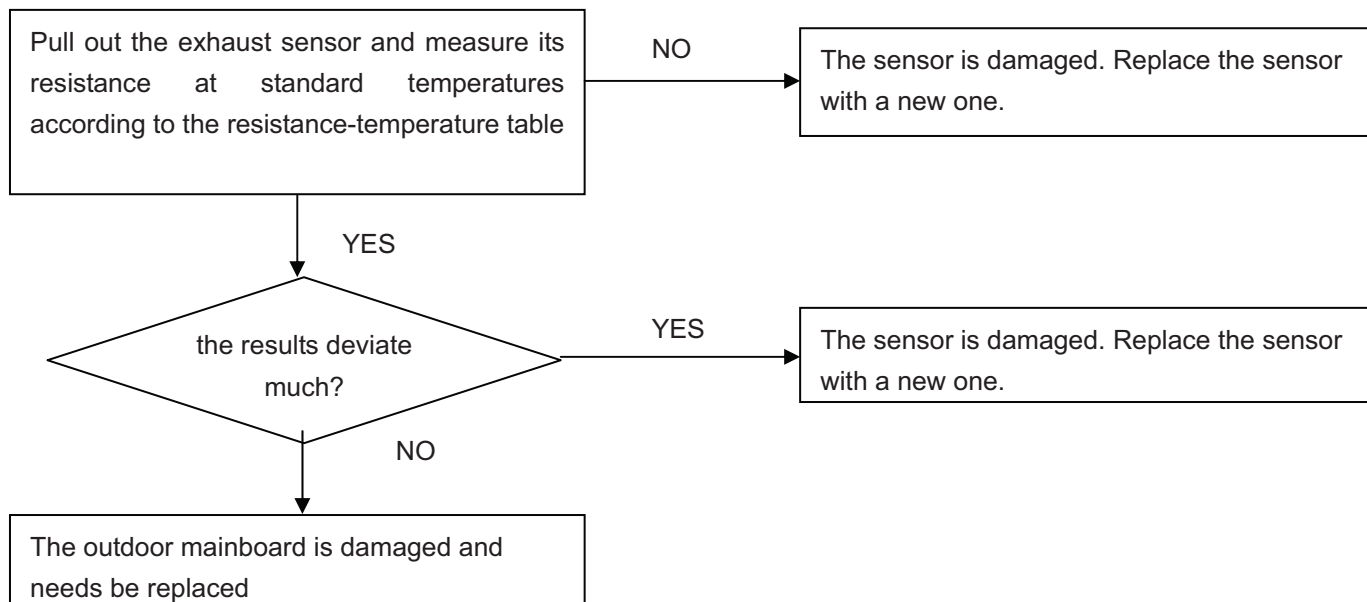 Pull out the exhaust sensor and measure its
resistance at standard temperatures
according to the resistance-temperature table
NO
The sensor is damaged. Replace the sensor
with a new one.
YES
the results deviate
much?
YES
The sensor is damaged. Replace the sensor
with a new one.
NO
The outdoor mainboard is damaged and
needs be replaced